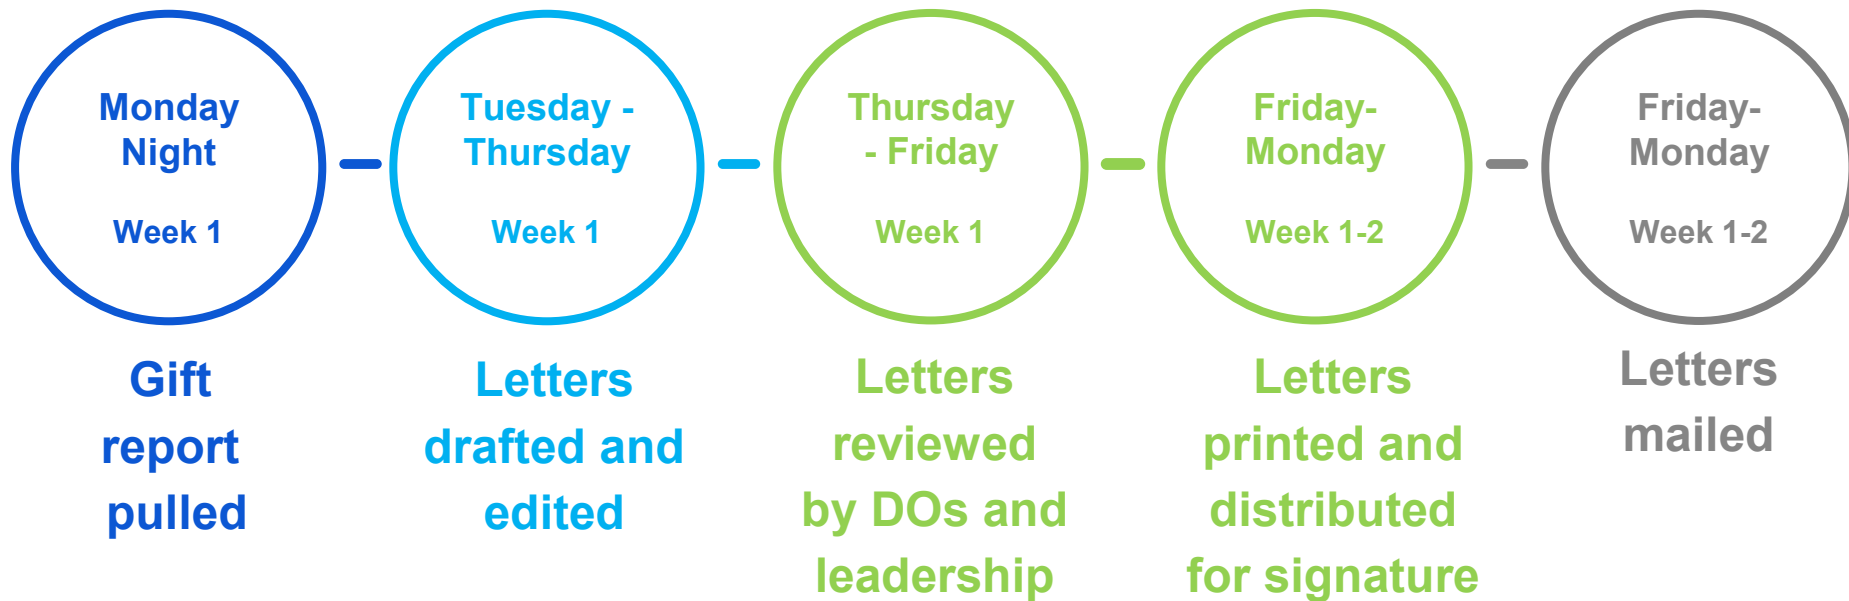 Monday
Night
Week 1
Gift
report
pulled
Tuesday -
Thursday
Week 1
Letters
drafted and
edited
Thursday
- Friday
Week 1
Letters
reviewed
by DOs and
leadership
Friday-
Monday
Week 1-2
Letters
printed and
distributed
for signature
Friday-
Monday
Week 1-2
Letters
mailed